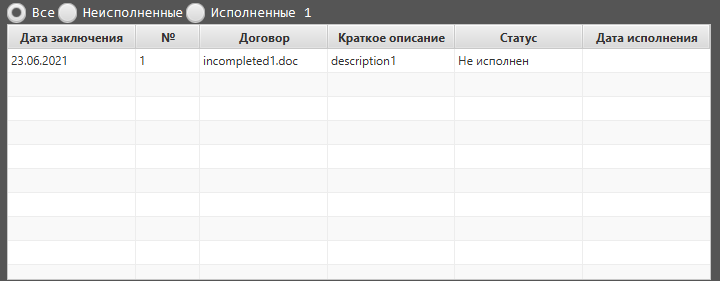 Все Неисполненные Исполненные 1
Дата заключения № Договор Краткое описание Статус Дата исполнения
23.06.2021 1 incompleted1.doc description1 Не исполнен